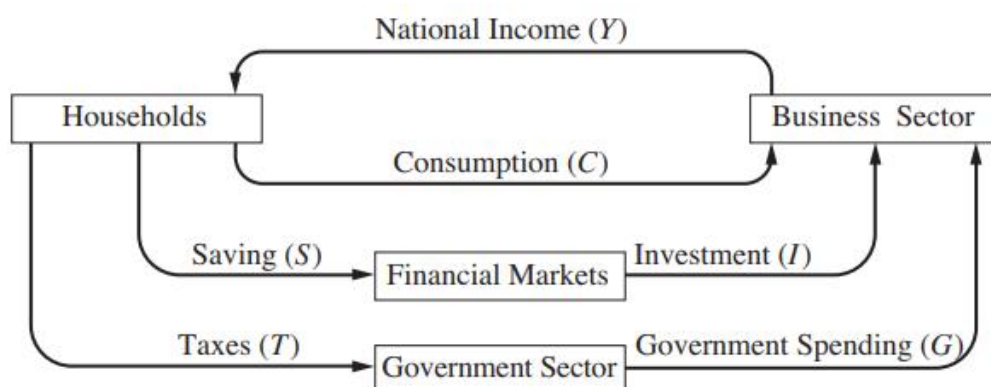 National Income (Y)
Households
Business Sector
Consumption (C)
Saving (S)
Financial Markets
Investment (I)
Taxes (T)
Government Sector
Government Spending (G)